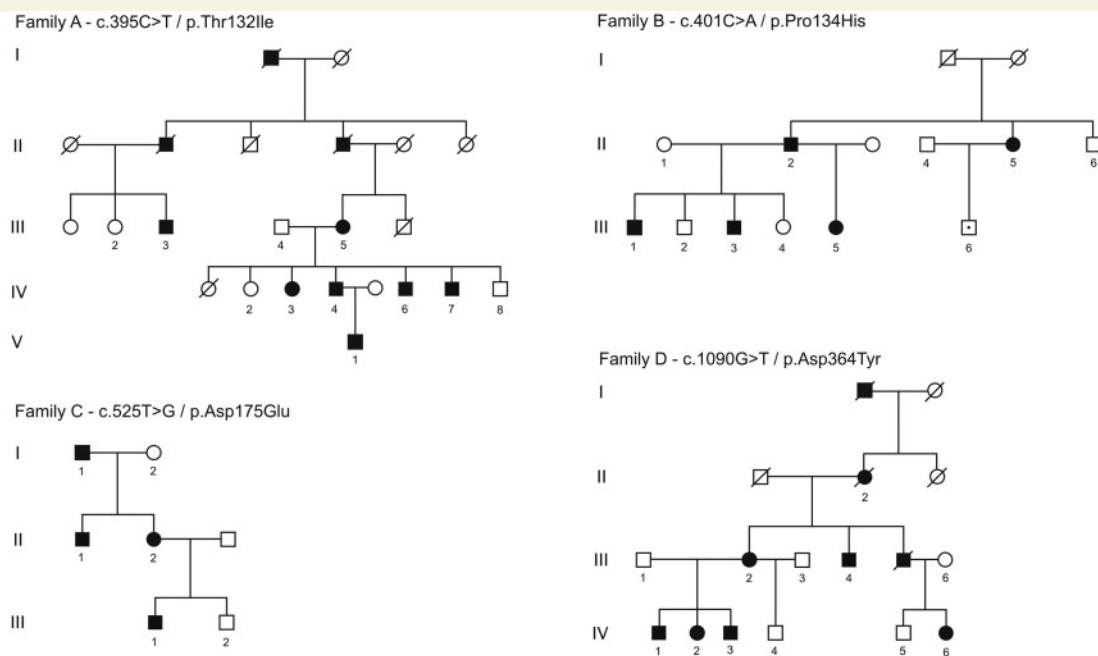 Family A - c.395C>T / p.Thr132Ile
I
II
III
2 3 4 5
IV
2 3 4 6 7 8
V
1
Family B - c.401C>A / p.Pro134His
I
II
1 2 4 5 6
III
1 2 3 4 5 6
Family C - c.525T>G / p.Asp175Glu
I
1 2
II
1 2
III
1 2
Family D - c.1090G>T / p.Asp364Tyr
I
II
2
III
1 2 3 4 6
IV
1 2 3 4 5 6